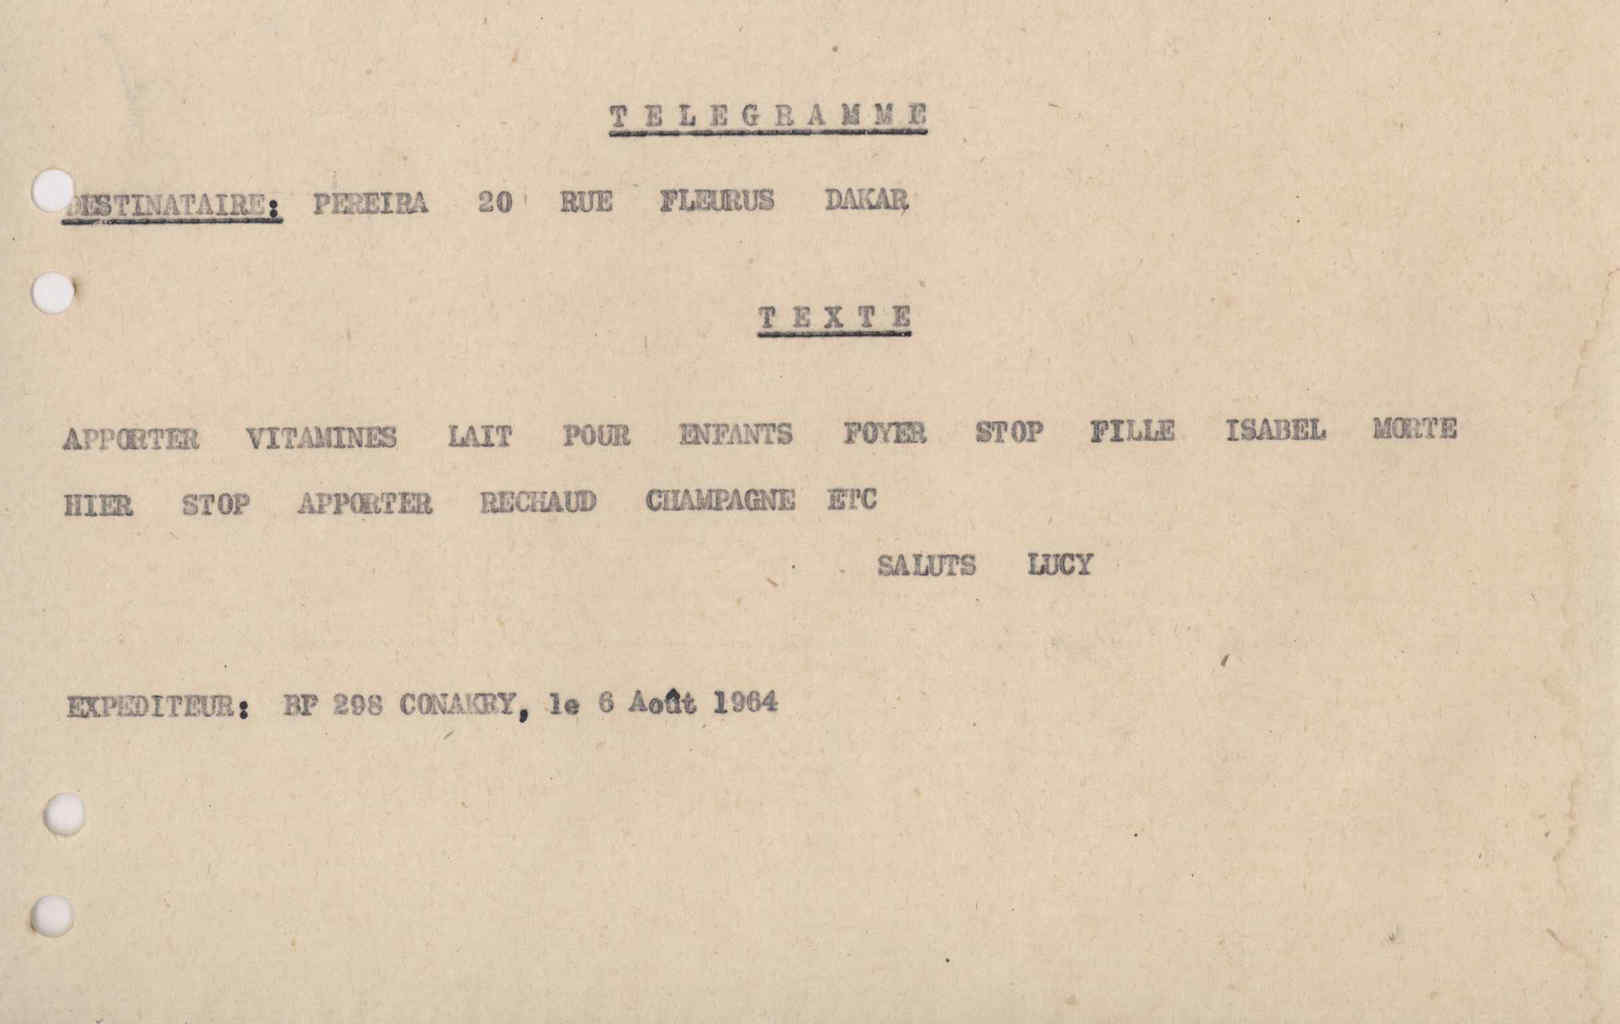 TELEGRAMME
DESTINATAIRE: PEREIRA 20 RUE FLEURUS DAKAR
TEXTE
APPORTER VITAMINES LAIT POUR ENFANTS FOYER STOP FILLE ISABEL MORTE
HIER STOP APPORTER RECHAUD CHAMPAGNE ETC
SALUTS LUCY
EXPEDITEUR: BP 298 CONAKRY, le 6 Août 1964